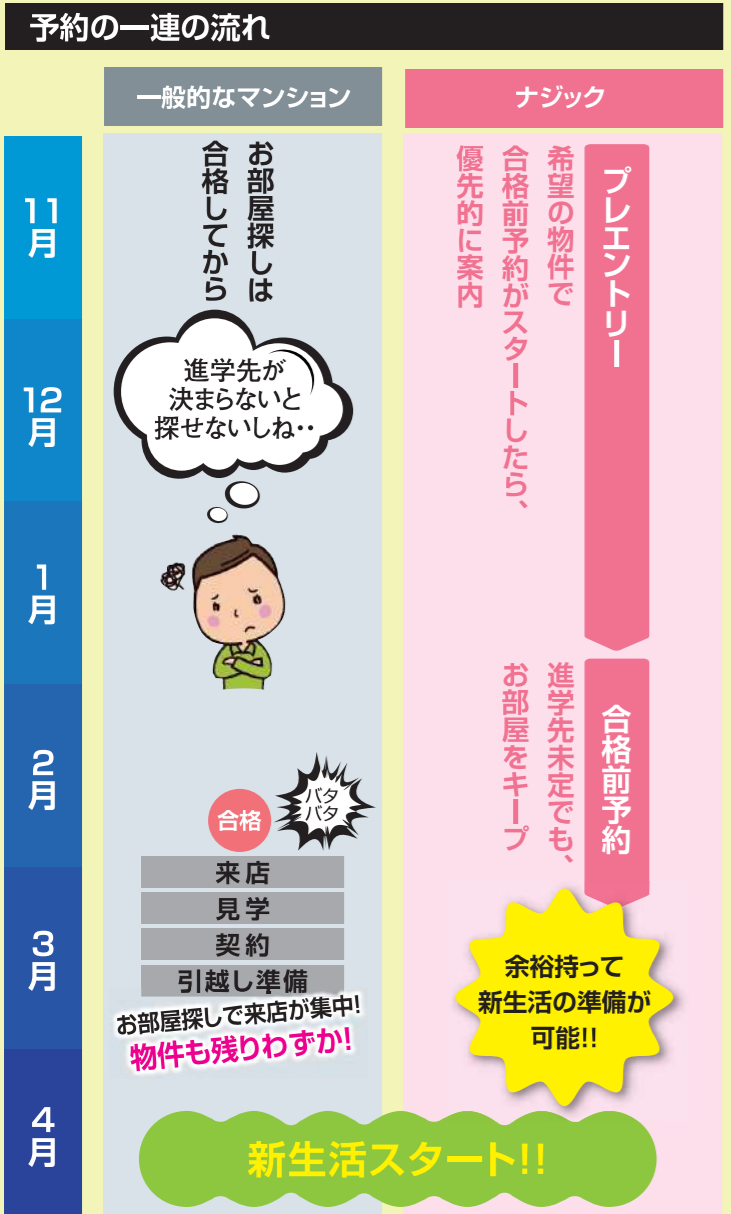 予約の一連の流れ
一般的なマンション
ナジック
11月
12月
1月
2月
3月
4月
お部屋探しは
合格してから
進学先が
決まらないと
探せないしね・・
合格
バタ
バタ
来店
見学
契約
引越し準備
お部屋探しで来店が集中!
物件も残りわずか!
プレエントリー
希望の物件で
合格前予約がスタートしたら、
優先的に案内
合格前予約
進学先未定でも、
お部屋をキープ
余裕持って
新生活の準備が
可能!!
新生活スタート!!